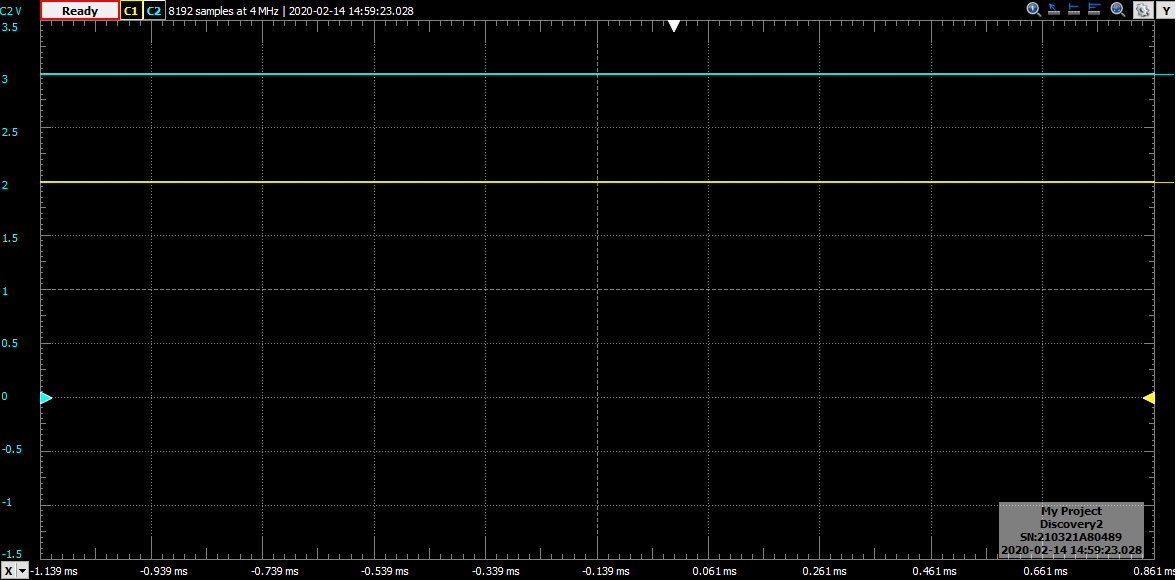 C2 V Ready C1 C2 8192 samples at 4 MHz | 2020-02-14 14:59:23.028 Y
3.5
3
2.5
2
1.5
1
0.5
0
-0.5
-1
-1.5
My Project
Discovery2
SN:210321A80489
2020-02-14 14:59:23.028
X -1.139 ms -0.939 ms -0.739 ms -0.539 ms -0.339 ms -0.139 ms 0.061 ms 0.261 ms 0.461 ms 0.661 ms 0.861 ms